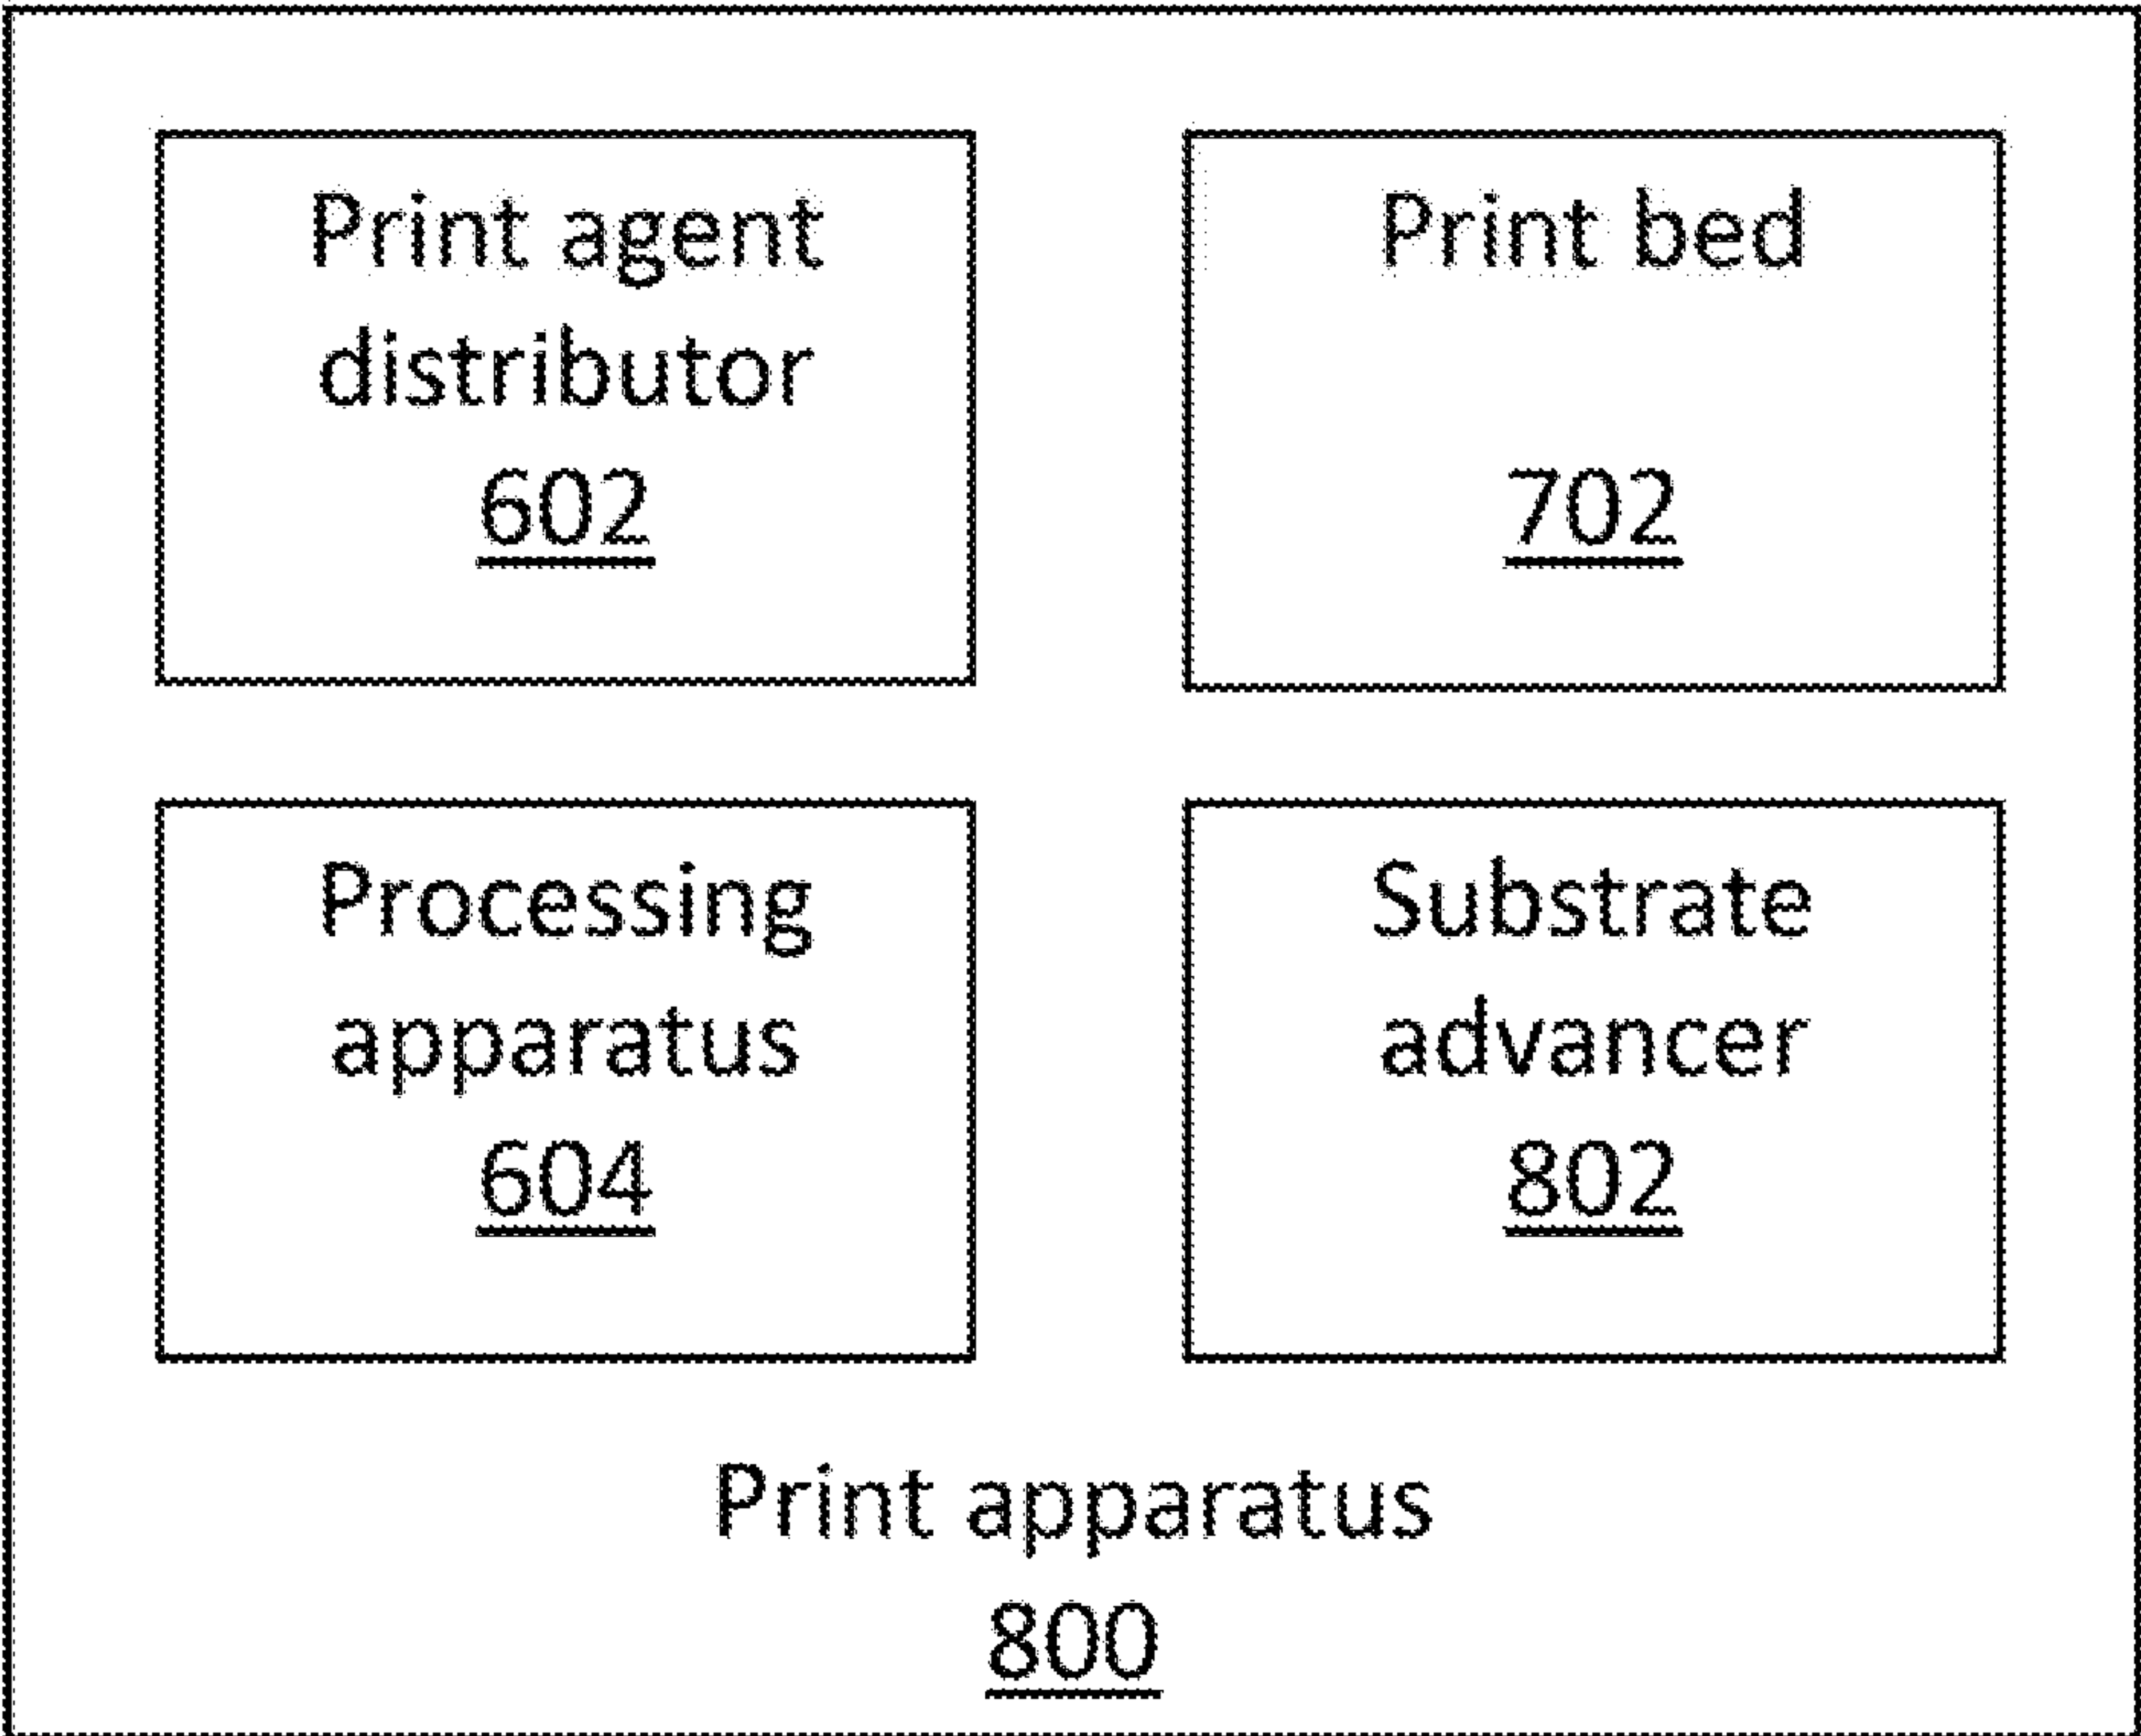 Print agent
distributor
602
Print bed
702
Processing
apparatus
604
Substrate
advancer
802
Print apparatus
800